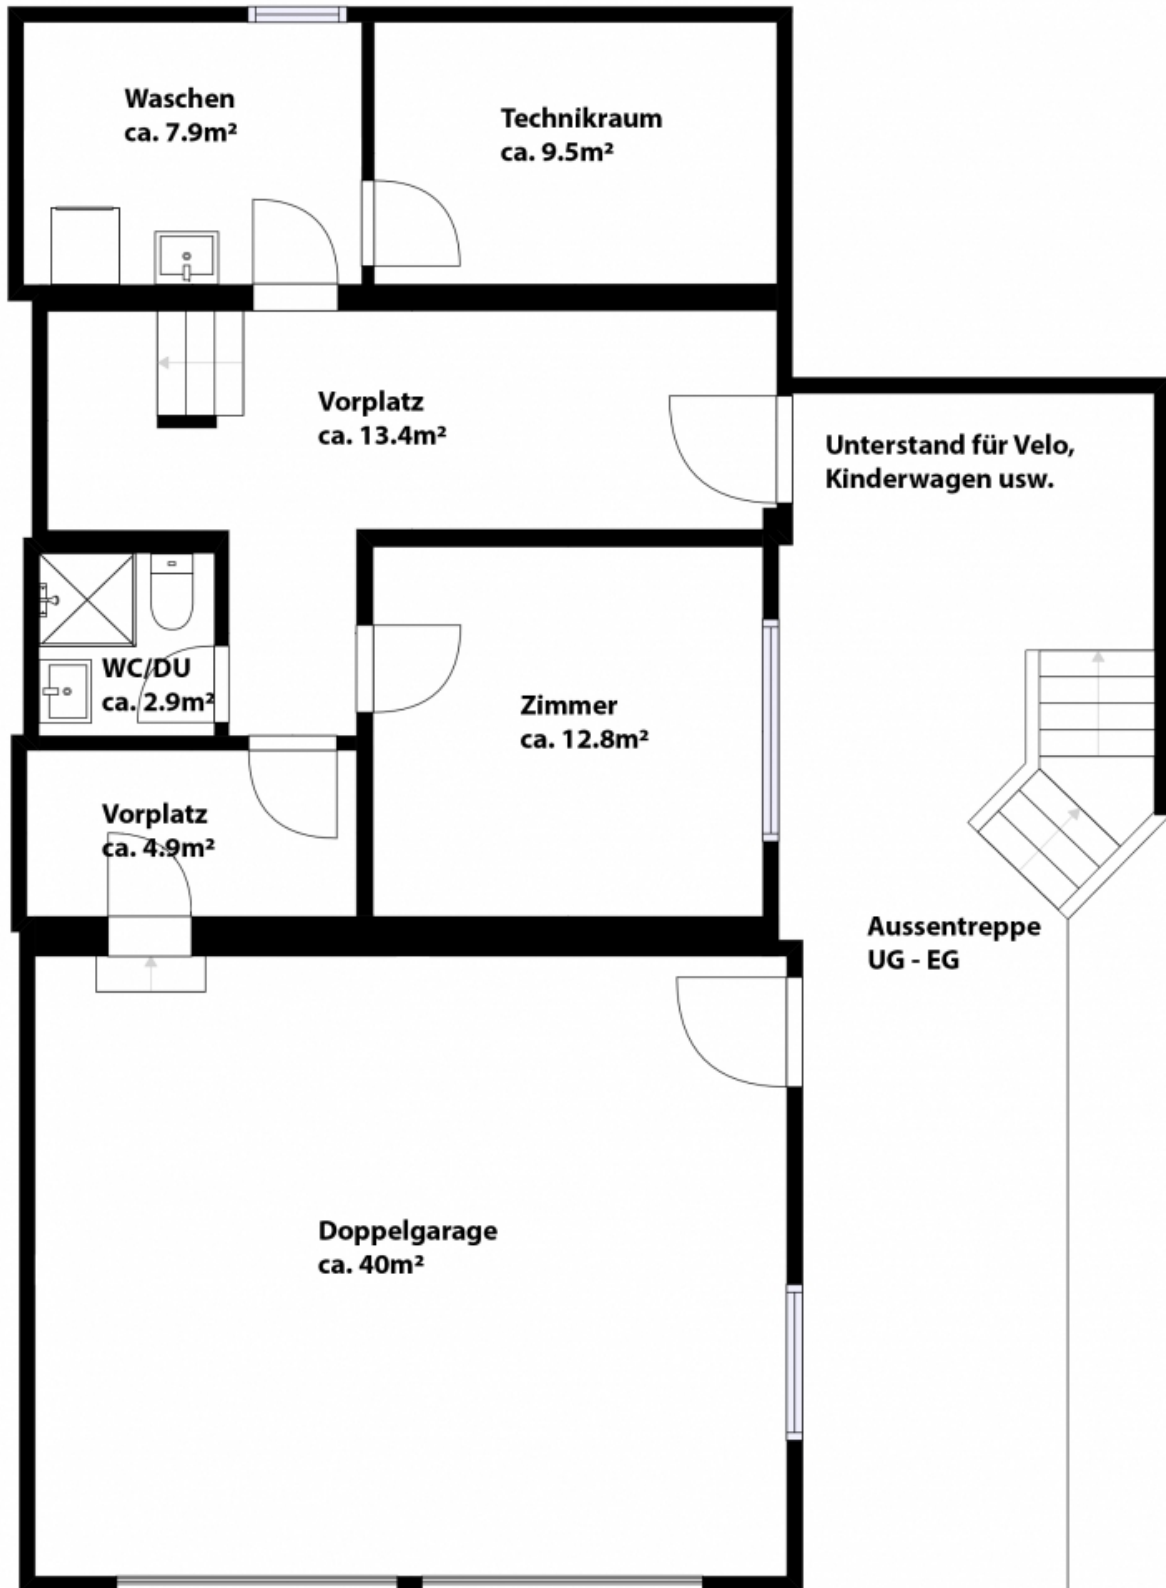 Waschen
ca. 7.9m²
Technikraum
ca. 9.5m²
Vorplatz
ca. 13.4m²
Unterstand für Velo,
Kinderwagen usw.
WC/DU
ca. 2.9m²
Zimmer
ca. 12.8m²
Vorplatz
ca. 4.9m²
Aussentreppe
UG - EG
Doppelgarage
ca. 40m²